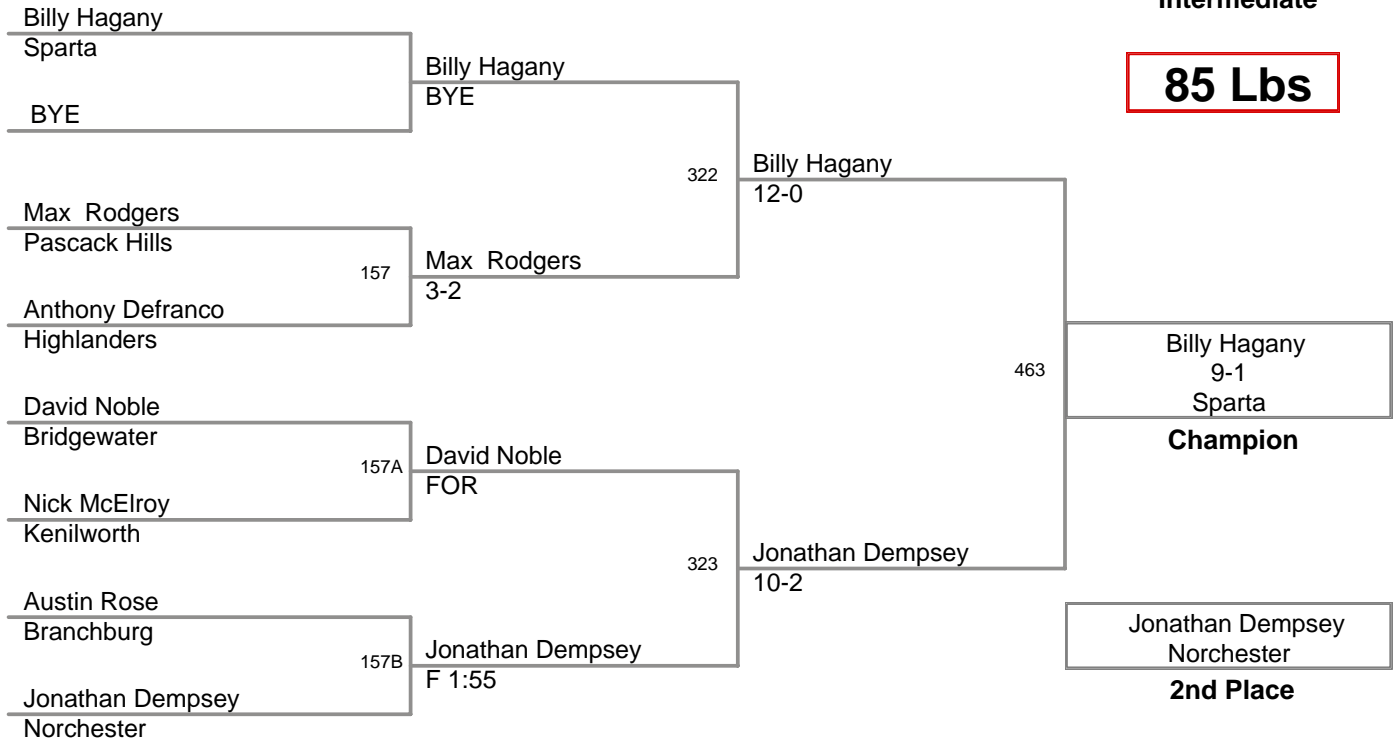 Intermediate
85 Lbs
Billy Hagany
Sparta
BYE
Max  Rodgers
Pascack Hills
157
Anthony Defranco
Highlanders
David Noble
Bridgewater
157A
Nick McElroy
Kenilworth
Austin Rose
Branchburg
157B
Jonathan Dempsey
Norchester
Billy Hagany
BYE
322
Max  Rodgers
3-2
David Noble
FOR
323
Jonathan Dempsey
F 1:55
Billy Hagany
12-0
463
Jonathan Dempsey
10-2
Billy Hagany
9-1
Sparta
Champion
Jonathan Dempsey
Norchester
2nd Place